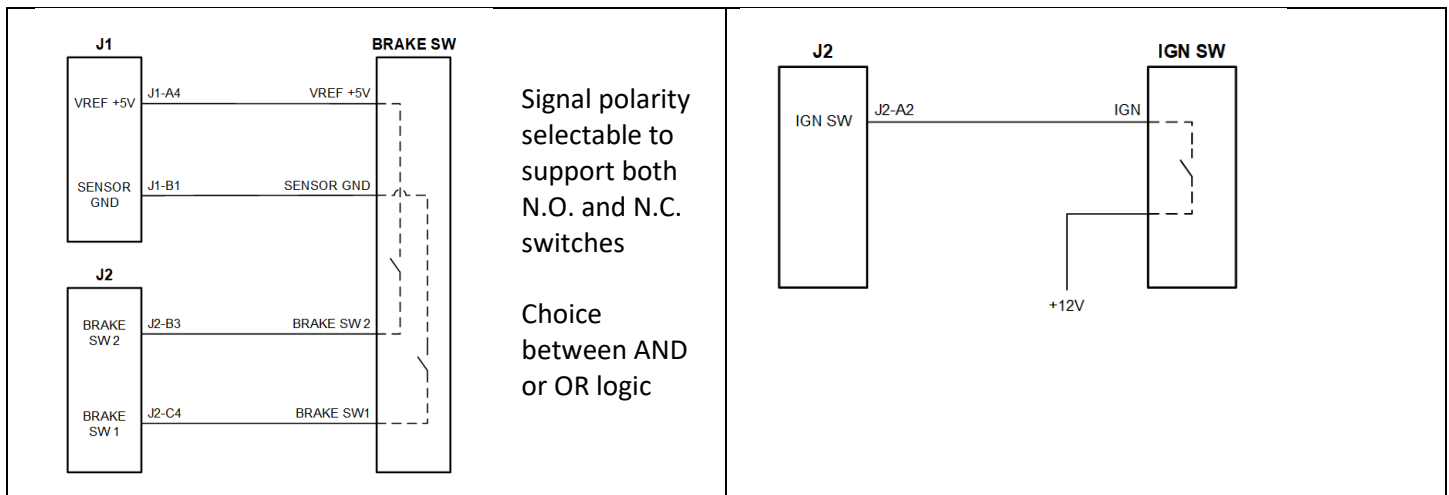 J1
BRAKE SW
VREF +5V
J1-A4
VREF +5V
SENSOR
GND
J1-B1
SENSOR GND
J2
BRAKE
SW 2
J2-B3
BRAKE SW 2
BRAKE
SW 1
J2-C4
BRAKE SW1
Signal polarity
selectable to
support both
N.O. and N.C.
switches
Choice
between AND
or OR logic
J2
IGN SW
IGN SW
J2-A2
IGN
+12V